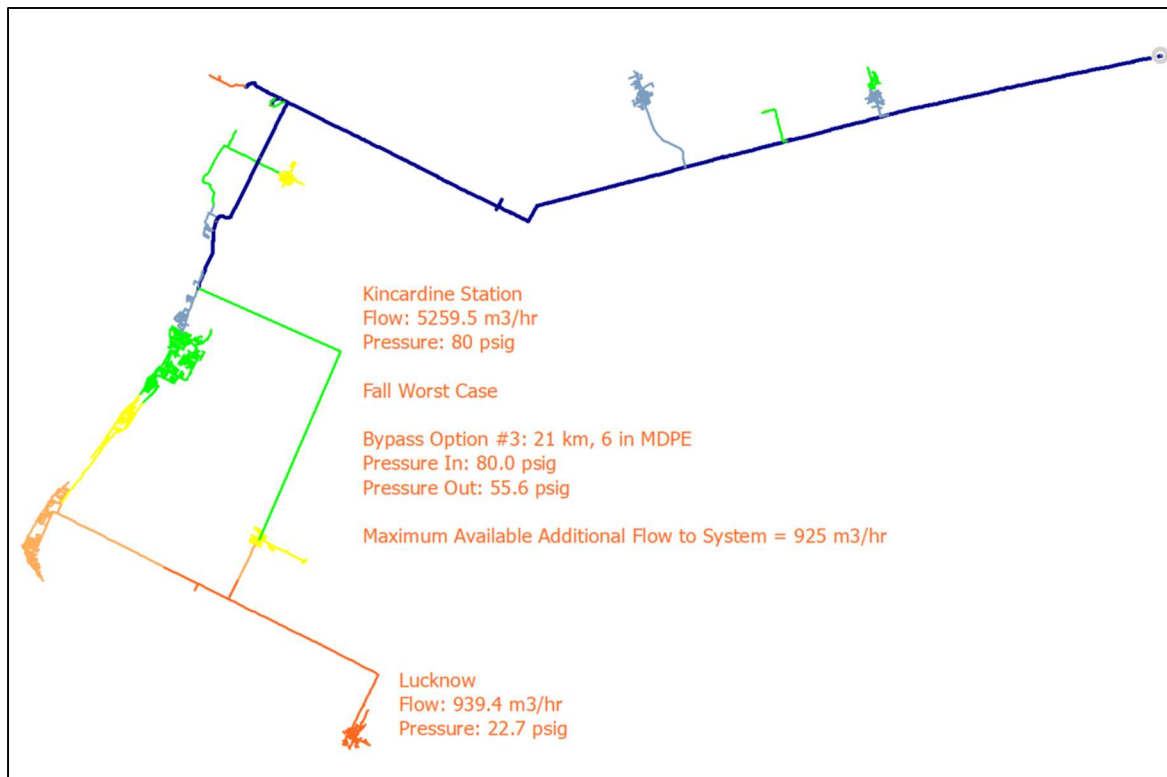 Kincardine Station
Flow: 5259.5 m3/hr
Pressure: 80 psig
Fall Worst Case
Bypass Option #3: 21 km, 6 in MDPE
Pressure In: 80.0 psig
Pressure Out: 55.6 psig
Maximum Available Additional Flow to System = 925 m3/hr
Lucknow
Flow: 939.4 m3/hr
Pressure: 22.7 psig